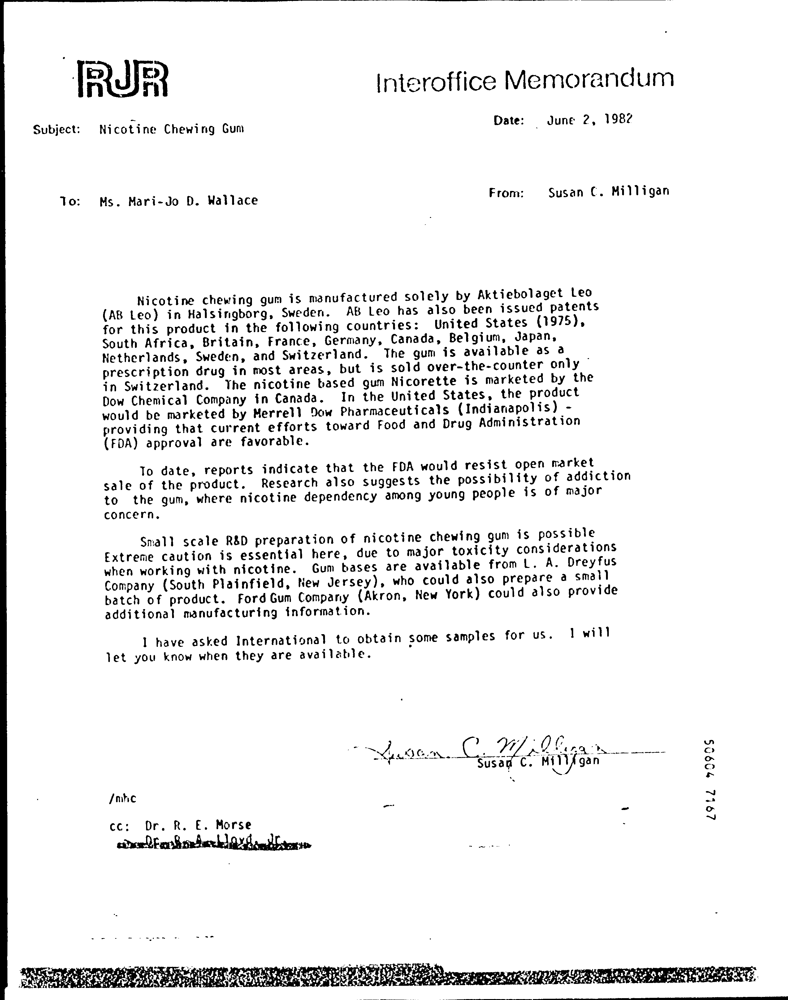 RJR
Interoffice Memorandum
Subject: Nicotine Chewing Gum
Date: June 2, 1982
To: Ms. Mari-Jo D. Wallace
From: Susan C. Milligan
Nicotine chewing gum is manufactured solely by Aktiebolaget Leo
(AB Leo) in Halsingborg, Sweden. AB Leo has also been issued patents
for this product in the following countries: United States (1975),
South Africa, Britain, France, Germany, Canada, Belgium, Japan,
Netherlands, Sweden, and Switzerland. The gum is available as a
prescription drug in most areas, but is sold over-the-counter only
in Switzerland. The nicotine based gum Nicorette is marketed by the
Dow Chemical Company in Canada. In the United States, the product
would be marketed by Merrell Dow Pharmaceuticals (Indianapolis) -
providing that current efforts toward Food and Drug Administration
(FDA) approval are favorable.
To date, reports indicate that the FDA would resist open market
sale of the product. Research also suggests the possibility of addiction
to the gum, where nicotine dependency among young people is of major
concern.
Small scale R&D preparation of nicotine chewing gum is possible
Extreme caution is essential here, due to major toxicity considerations
when working with nicotine. Gum bases are available from L. A. Dreyfus
Company (South Plainfield, New Jersey), who could also prepare a small
batch of product. Ford Gum Company (Akron, New York) could also provide
additional manufacturing information.
I have asked International to obtain some samples for us. I will
let you know when they are available.
Susan C. Milligan
Susan C. Milligan
/mhc
cc: Dr. R. E. Morse
50604 7167